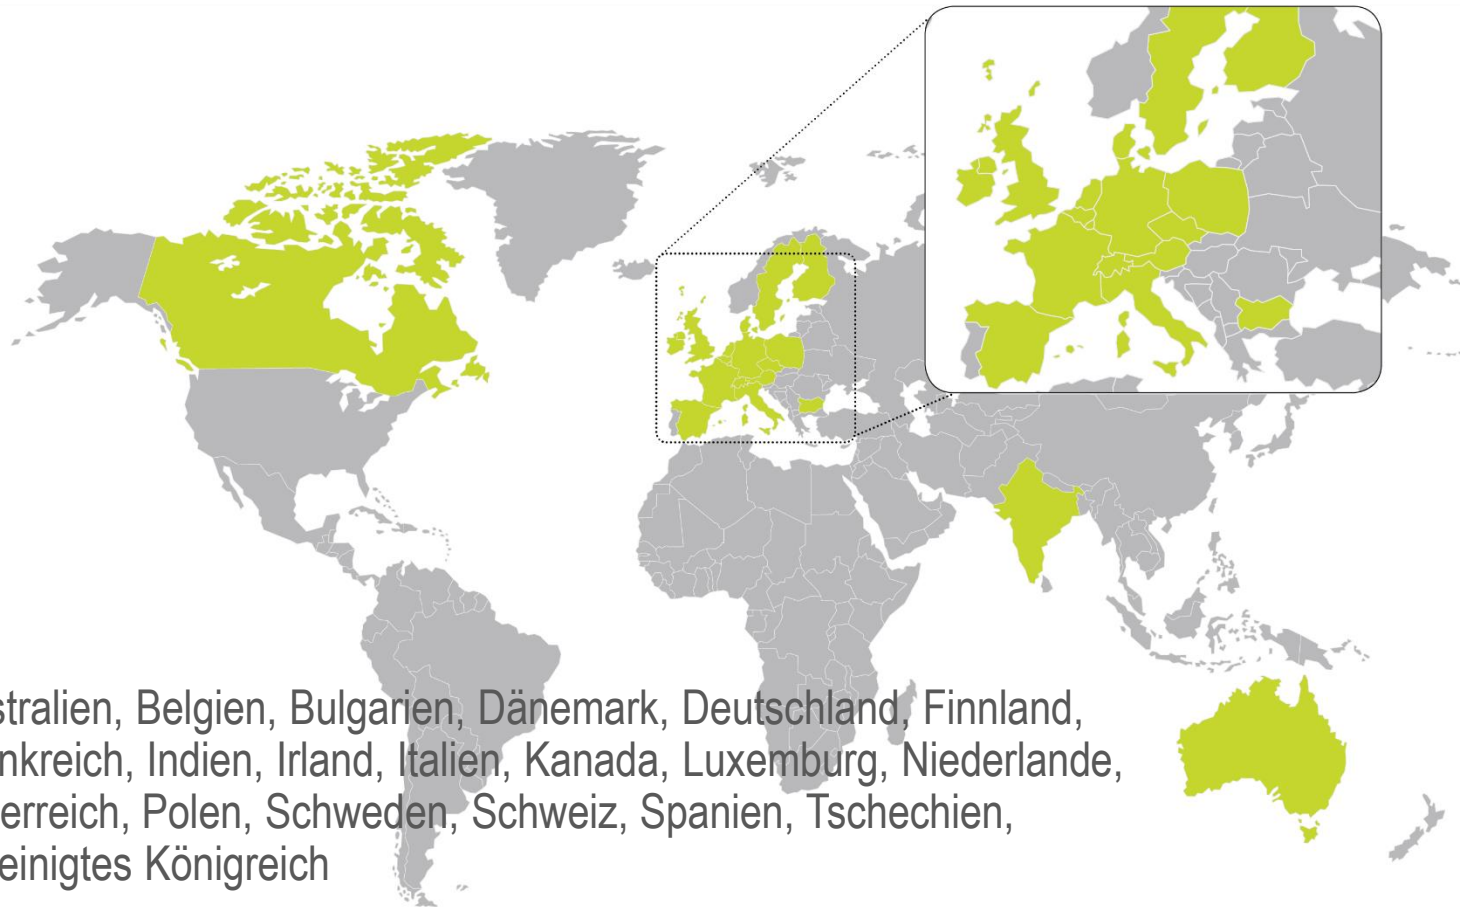 stralien, Belgien, Bulgarien, Dänemark, Deutschland, Finnland,
nkreich, Indien, Irland, Italien, Kanada, Luxemburg, Niederlande,
erreich, Polen, Schweden, Schweiz, Spanien, Tschechien,
einigtes Königreich